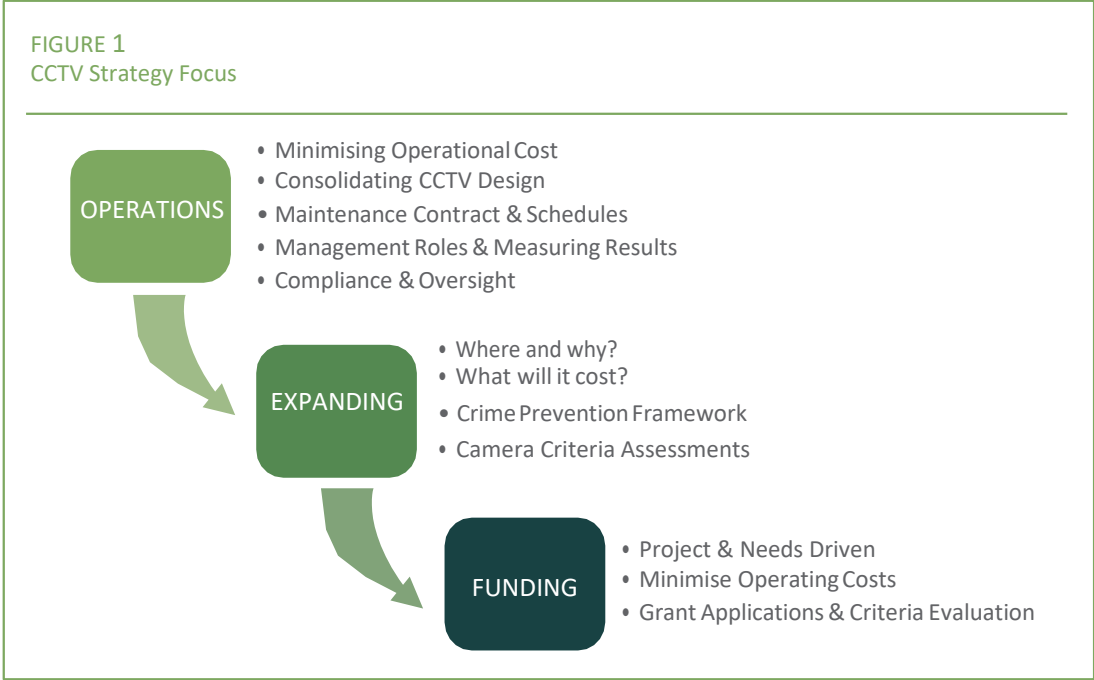 FIGURE 1
CCTV Strategy Focus
OPERATIONS
• Minimising Operational Cost
• Consolidating CCTV Design
• Maintenance Contract & Schedules
• Management Roles & Measuring Results
• Compliance & Oversight
EXPANDING
• Where and why?
• What will it cost?
• Crime Prevention Framework
• Camera Criteria Assessments
FUNDING
• Project & Needs Driven
• Minimise Operating Costs
• Grant Applications & Criteria Evaluation